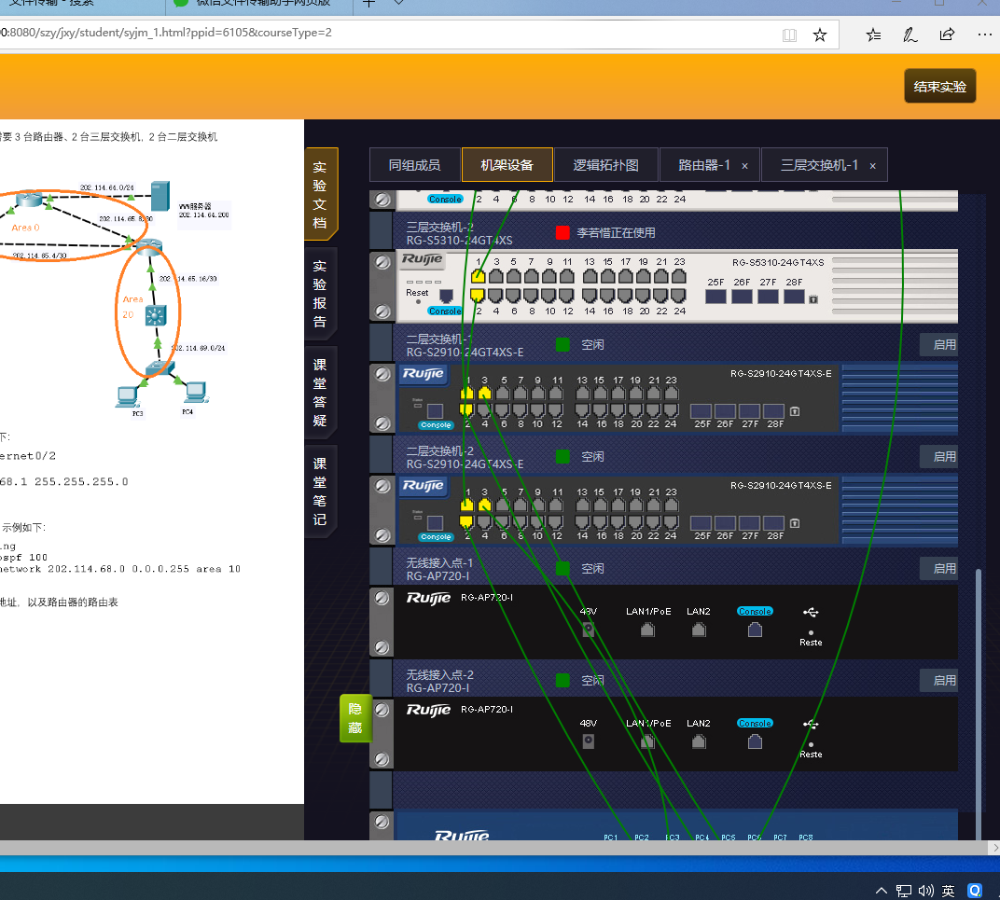 文件传输 - 搜索
微信文件传输助手网页版
0:8080/szy/jxy/student/syjm_1.html?ppid=6105&courseType=2
结束实验
需要 3 台路由器、2 台三层交换机，2 台二层交换机
202.114.64.0/24
WWW服务器
202.114.64.200
Area 0
202.114.65.8/30
202.114.65.4/30
202.114.65.16/30
Area
20
202.114.69.0/24
PC3
PC4
下:
ernet0/2
68.1 255.255.255.0
示例如下:
ng
ospf 100
network 202.114.68.0 0.0.0.255 area 10
地址，以及路由器的路由表
实验文档
实验报告
课堂答疑
课堂笔记
隐藏
同组成员
机架设备
逻辑拓扑图
路由器-1 ×
三层交换机-1 ×
Console
2 4 6 8 10 12 14 16 18 20 22 24
三层交换机-2
RG-S5310-24GT4XS
李若惜正在使用
Ruijie
1 3 5 7 9 11 13 15 17 19 21 23
RG-S5310-24GT4XS
25F 26F 27F 28F
Reset
Console
2 4 6 8 10 12 14 16 18 20 22 24
二层交换机-1
RG-S2910-24GT4XS-E
空闲
启用
Ruijie
RG-S2910-24GT4XS-E
1 3 5 7 9 11 13 15 17 19 21 23
Console
2 4 6 8 10 12 14 16 18 20 22 24
25F 26F 27F 28F
二层交换机-2
RG-S2910-24GT4XS-E
空闲
启用
Ruijie
RG-S2910-24GT4XS-E
1 3 5 7 9 11 13 15 17 19 21 23
Console
2 4 6 8 10 12 14 16 18 20 22 24
25F 26F 27F 28F
无线接入点-1
RG-AP720-I
空闲
启用
Ruijie RG-AP720-I
48V LAN1/PoE LAN2 Console
Reste
无线接入点-2
RG-AP720-I
空闲
启用
Ruijie RG-AP720-I
48V LAN1/PoE LAN2 Console
Reste
Ruijie
PC1 PC2 PC3 PC4 PC5 PC6 PC7 PC8
英